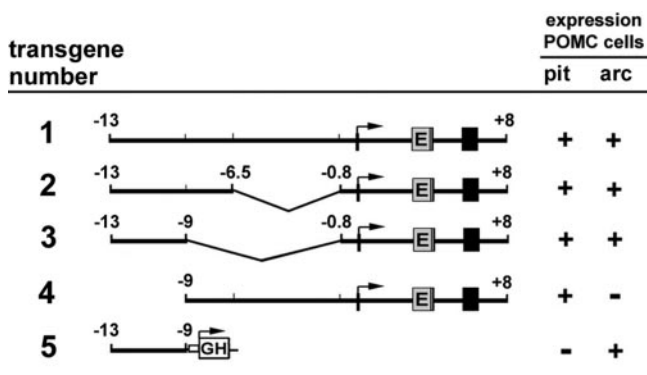 expression
transgene POMC cells
number pit arc
-13 +8
1 E + +
-13 -6.5 -0.8 +8
2 E + +
-13 -9 -0.8 +8
3 E + +
-9 +8
4 E + -
-13 -9
5 GH - +